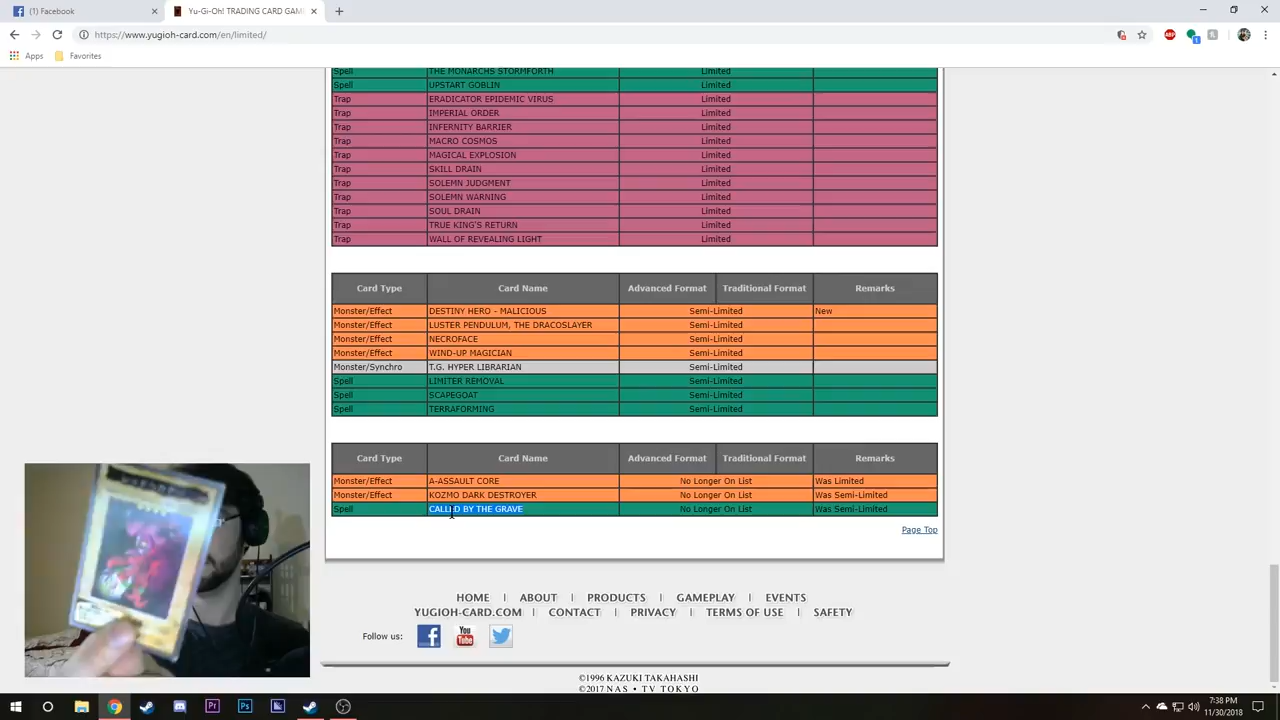 (1) Facebook
Yu-Gi-Oh! TRADING CARD GAM
https://www.yugioh-card.com/en/limited/
ABP
1
Apps
Favorites
Spell THE MONARCHS STORMFORTH Limited
Spell UPSTART GOBLIN Limited
Trap ERADICATOR EPIDEMIC VIRUS Limited
Trap IMPERIAL ORDER Limited
Trap INFERNITY BARRIER Limited
Trap MACRO COSMOS Limited
Trap MAGICAL EXPLOSION Limited
Trap SKILL DRAIN Limited
Trap SOLEMN JUDGMENT Limited
Trap SOLEMN WARNING Limited
Trap SOUL DRAIN Limited
Trap TRUE KING'S RETURN Limited
Trap WALL OF REVEALING LIGHT Limited
Card Type Card Name Advanced Format Traditional Format Remarks
Monster/Effect DESTINY HERO - MALICIOUS Semi-Limited New
Monster/Effect LUSTER PENDULUM, THE DRACOSLAYER Semi-Limited
Monster/Effect NECROFACE Semi-Limited
Monster/Effect WIND-UP MAGICIAN Semi-Limited
Monster/Synchro T.G. HYPER LIBRARIAN Semi-Limited
Spell LIMITER REMOVAL Semi-Limited
Spell SCAPEGOAT Semi-Limited
Spell TERRAFORMING Semi-Limited
Card Type Card Name Advanced Format Traditional Format Remarks
Monster/Effect A-ASSAULT CORE No Longer On List Was Limited
Monster/Effect KOZMO DARK DESTROYER No Longer On List Was Semi-Limited
Spell CALLED BY THE GRAVE No Longer On List Was Semi-Limited
Page Top
HOME | ABOUT | PRODUCTS | GAMEPLAY | EVENTS
YUGIOH-CARD.COM | CONTACT | PRIVACY | TERMS OF USE | SAFETY
Follow us:
You Tube
©1996 KAZUKI TAKAHASHI
©2017 NAS • TV TOKYO
Pr
Ps
7:38 PM
11/30/2018